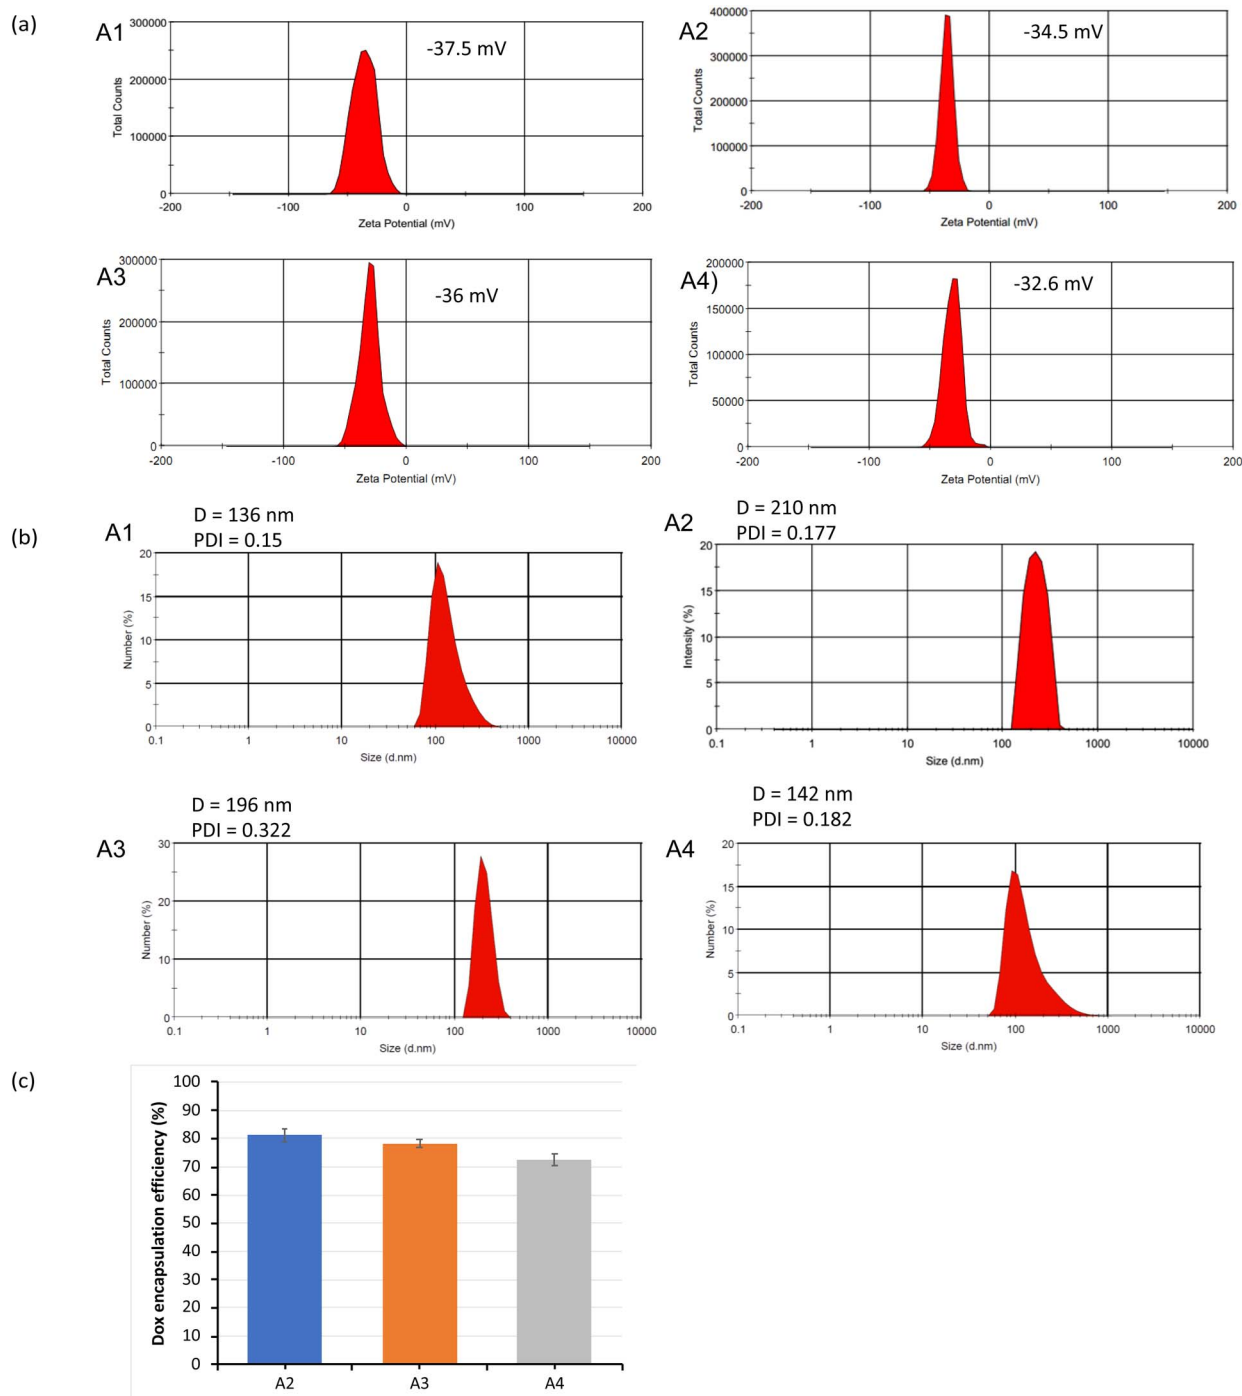 (a)
A1
-37.5 mV
300000
200000
100000
0
Total Counts
-200 -100 0 100 200
Zeta Potential (mV)
A2
-34.5 mV
400000
300000
200000
100000
0
Total Counts
-200 -100 0 100 200
Zeta Potential (mV)
A3
-36 mV
300000
200000
100000
0
Total Counts
-200 -100 0 100 200
Zeta Potential (mV)
A4)
-32.6 mV
200000
150000
100000
50000
0
Total Counts
-200 -100 0 100 200
Zeta Potential (mV)
(b)
A1
D = 136 nm
PDI = 0.15
20
15
10
5
0
Number (%)
0.1 1 10 100 1000 10000
Size (d.nm)
A2
D = 210 nm
PDI = 0.177
20
15
10
5
0
Intensity (%)
0.1 1 10 100 1000 10000
Size (d.nm)
A3
D = 196 nm
PDI = 0.322
30
20
10
0
Number (%)
0.1 1 10 100 1000 10000
Size (d.nm)
A4
D = 142 nm
PDI = 0.182
20
15
10
5
0
Number (%)
0.1 1 10 100 1000 10000
Size (d.nm)
(c)
Dox encapsulation efficiency (%)
100
90
80
70
60
50
40
30
20
10
0
A2 A3 A4